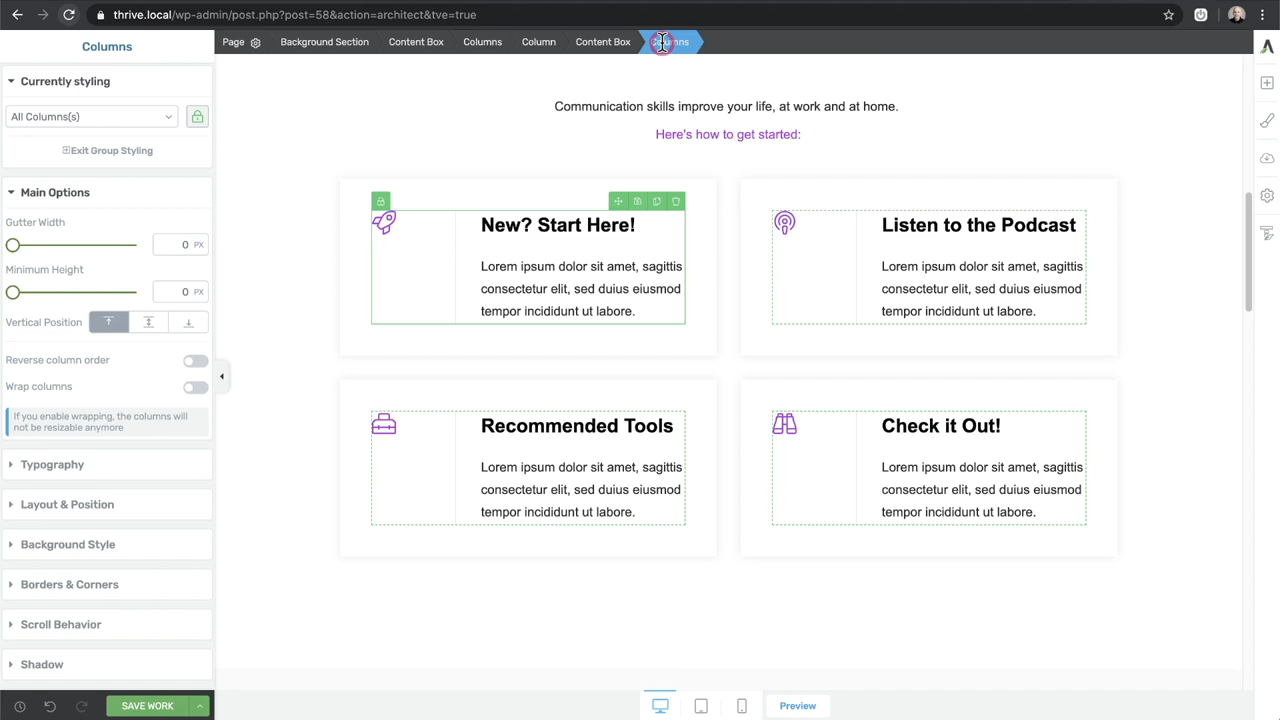 thrive.local/wp-admin/post.php?post=58&action=architect&tve=true
Columns
Page
Background Section
Content Box
Columns
Column
Content Box
Columns
Currently styling
All Columns(s)
Exit Group Styling
Main Options
Gutter Width
0 PX
Minimum Height
0 PX
Vertical Position
Reverse column order
Wrap columns
If you enable wrapping, the columns will
not be resizable anymore
Typography
Layout & Position
Background Style
Borders & Corners
Scroll Behavior
Shadow
SAVE WORK
Communication skills improve your life, at work and at home.
Here's how to get started:
New? Start Here!
Lorem ipsum dolor sit amet, sagittis
consectetur elit, sed duius eiusmod
tempor incididunt ut labore.
Listen to the Podcast
Lorem ipsum dolor sit amet, sagittis
consectetur elit, sed duius eiusmod
tempor incididunt ut labore.
Recommended Tools
Lorem ipsum dolor sit amet, sagittis
consectetur elit, sed duius eiusmod
tempor incididunt ut labore.
Check it Out!
Lorem ipsum dolor sit amet, sagittis
consectetur elit, sed duius eiusmod
tempor incididunt ut labore.
Preview